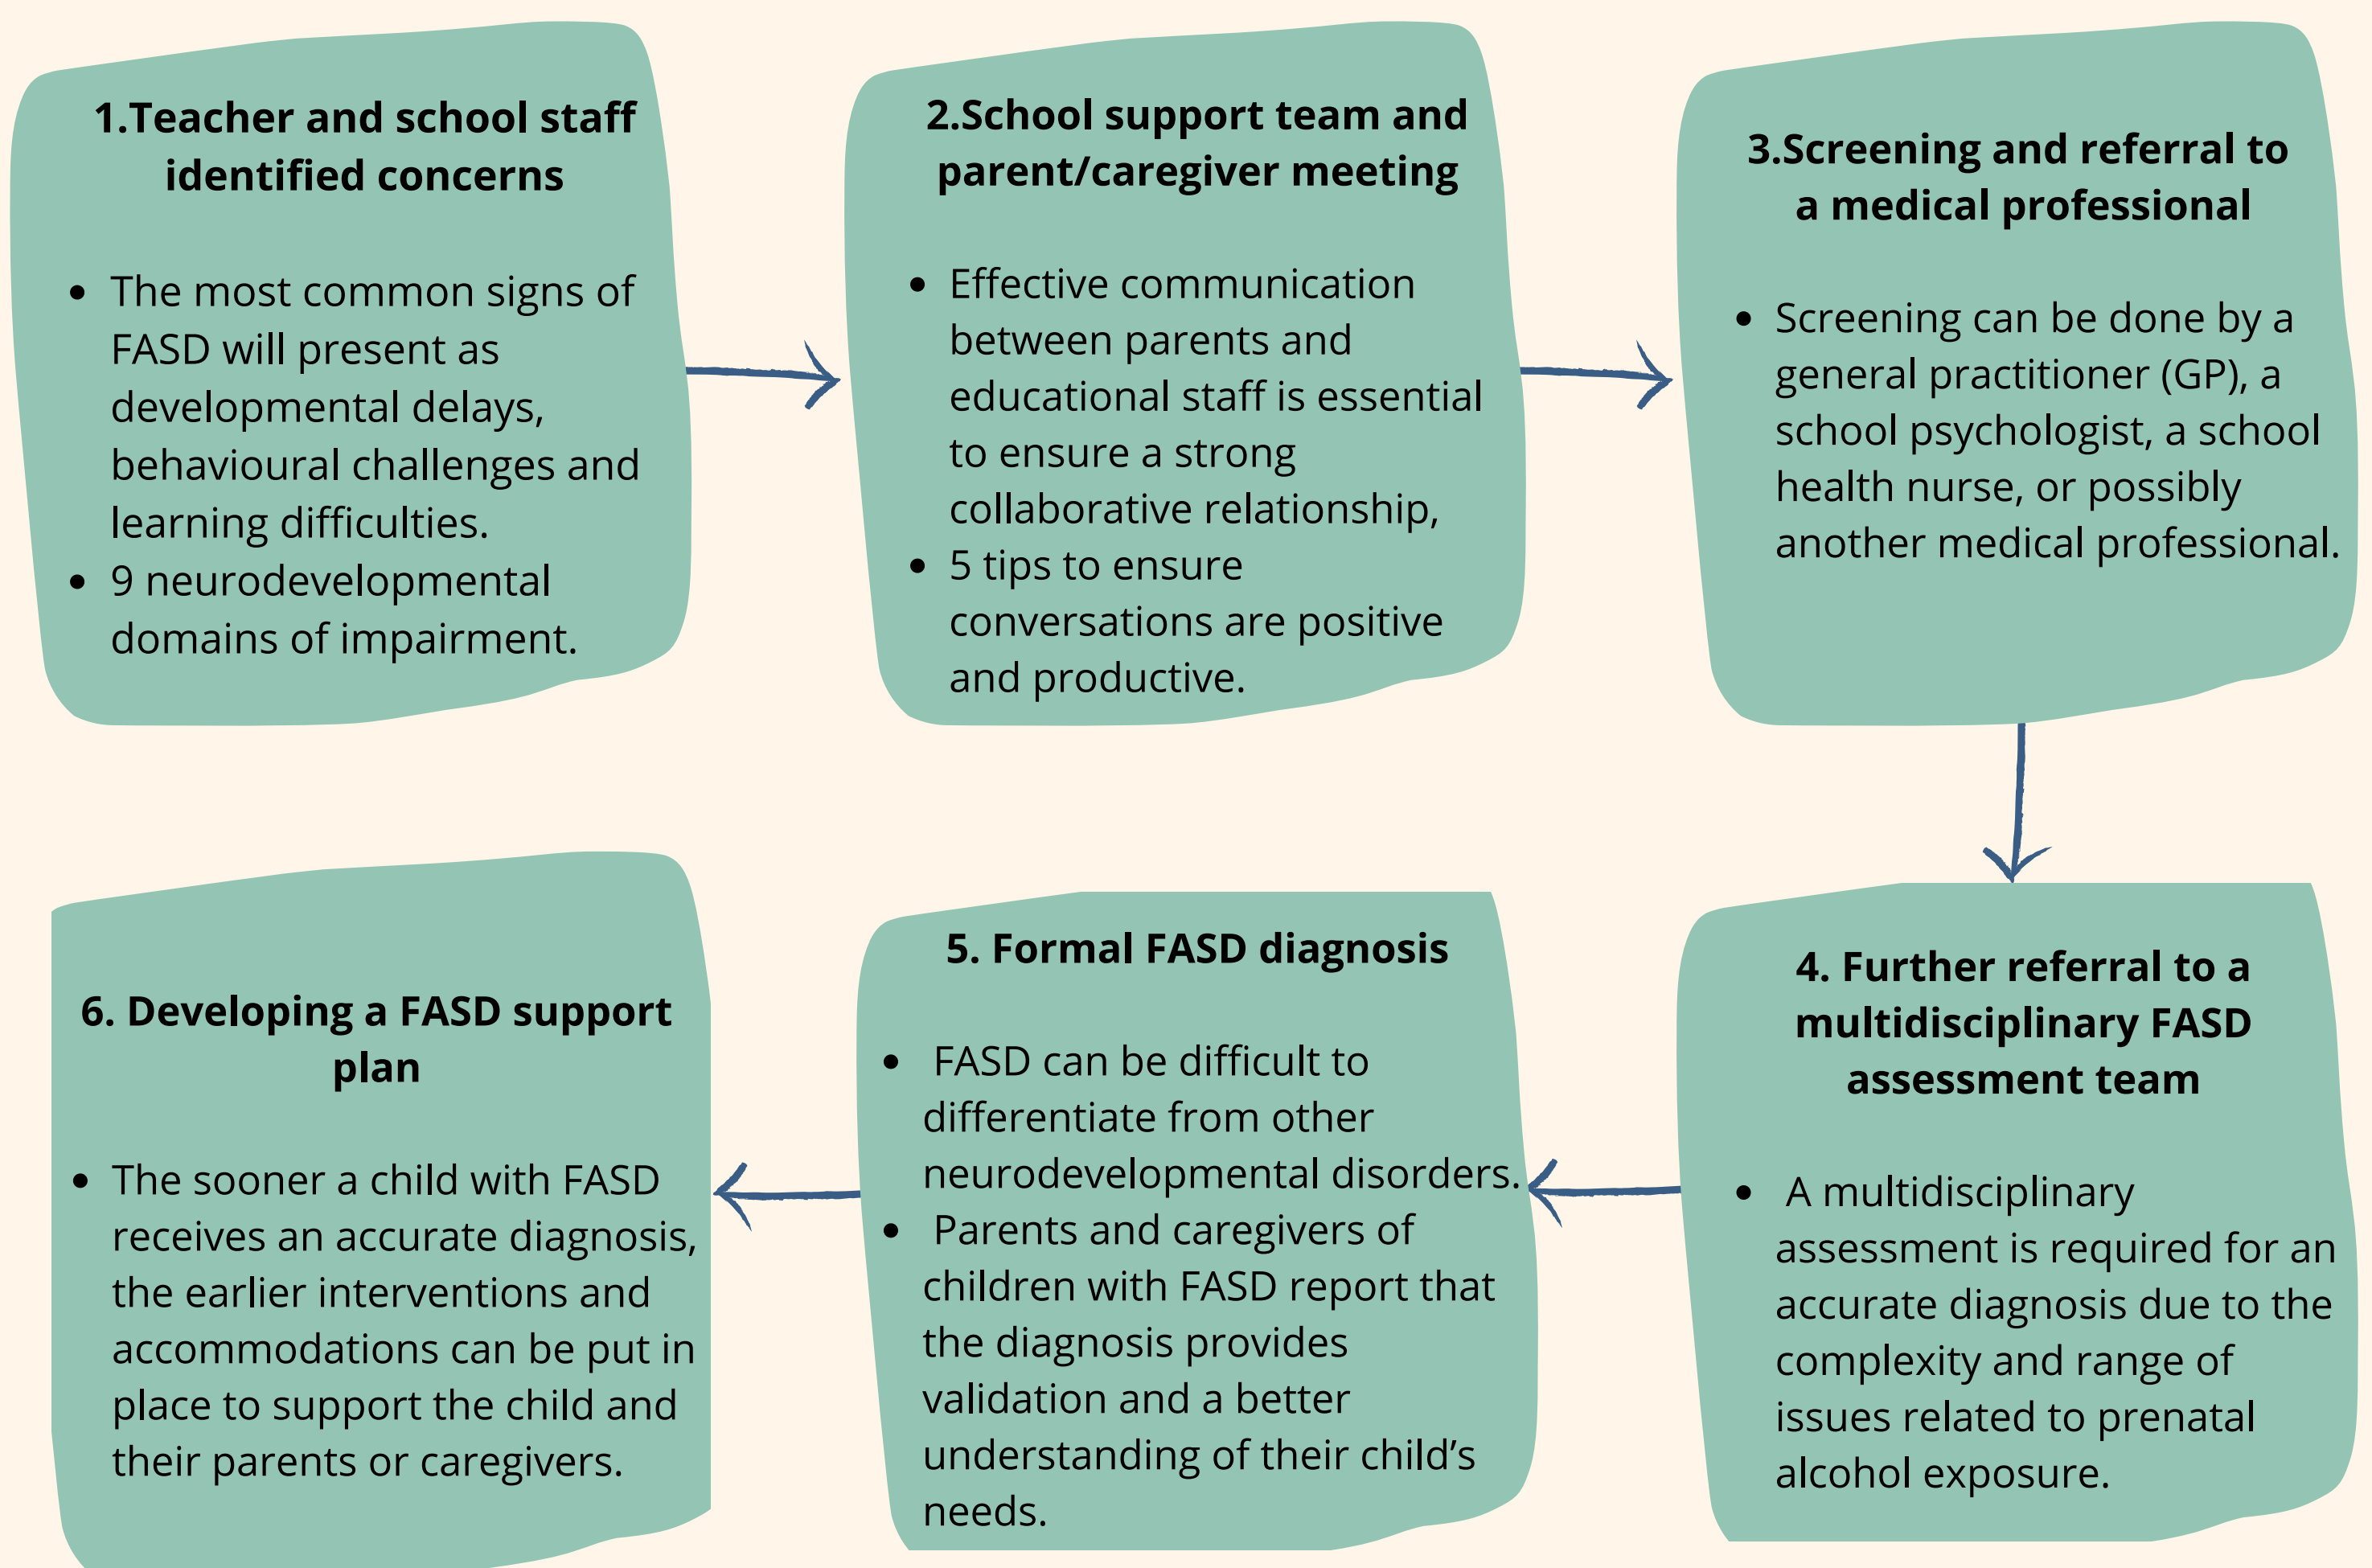 1.Teacher and school staff
identified concerns
• The most common signs of
FASD will present as
developmental delays,
behavioural challenges and
learning difficulties.
• 9 neurodevelopmental
domains of impairment.
2.School support team and
parent/caregiver meeting
• Effective communication
between parents and
educational staff is essential
to ensure a strong
collaborative relationship,
• 5 tips to ensure
conversations are positive
and productive.
3.Screening and referral to
a medical professional
• Screening can be done by a
general practitioner (GP), a
school psychologist, a school
health nurse, or possibly
another medical professional.
4. Further referral to a
multidisciplinary FASD
assessment team
• A multidisciplinary
assessment is required for an
accurate diagnosis due to the
complexity and range of
issues related to prenatal
alcohol exposure.
5. Formal FASD diagnosis
• FASD can be difficult to
differentiate from other
neurodevelopmental disorders.
• Parents and caregivers of
children with FASD report that
the diagnosis provides
validation and a better
understanding of their child’s
needs.
6. Developing a FASD support
plan
• The sooner a child with FASD
receives an accurate diagnosis,
the earlier interventions and
accommodations can be put in
place to support the child and
their parents or caregivers.